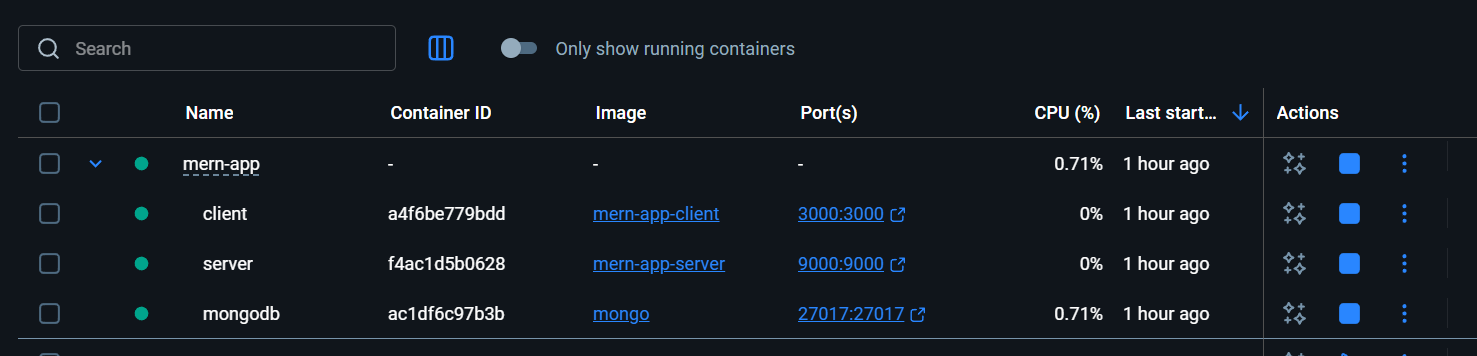 Search Only show running containers
Name Container ID Image Port(s) CPU (%) Last start... Actions
mern-app - - - 0.71% 1 hour ago
client a4f6be779bdd mern-app-client 3000:3000 0% 1 hour ago
server f4ac1d5b0628 mern-app-server 9000:9000 0% 1 hour ago
mongodb ac1df6c97b3b mongo 27017:27017 0.71% 1 hour ago